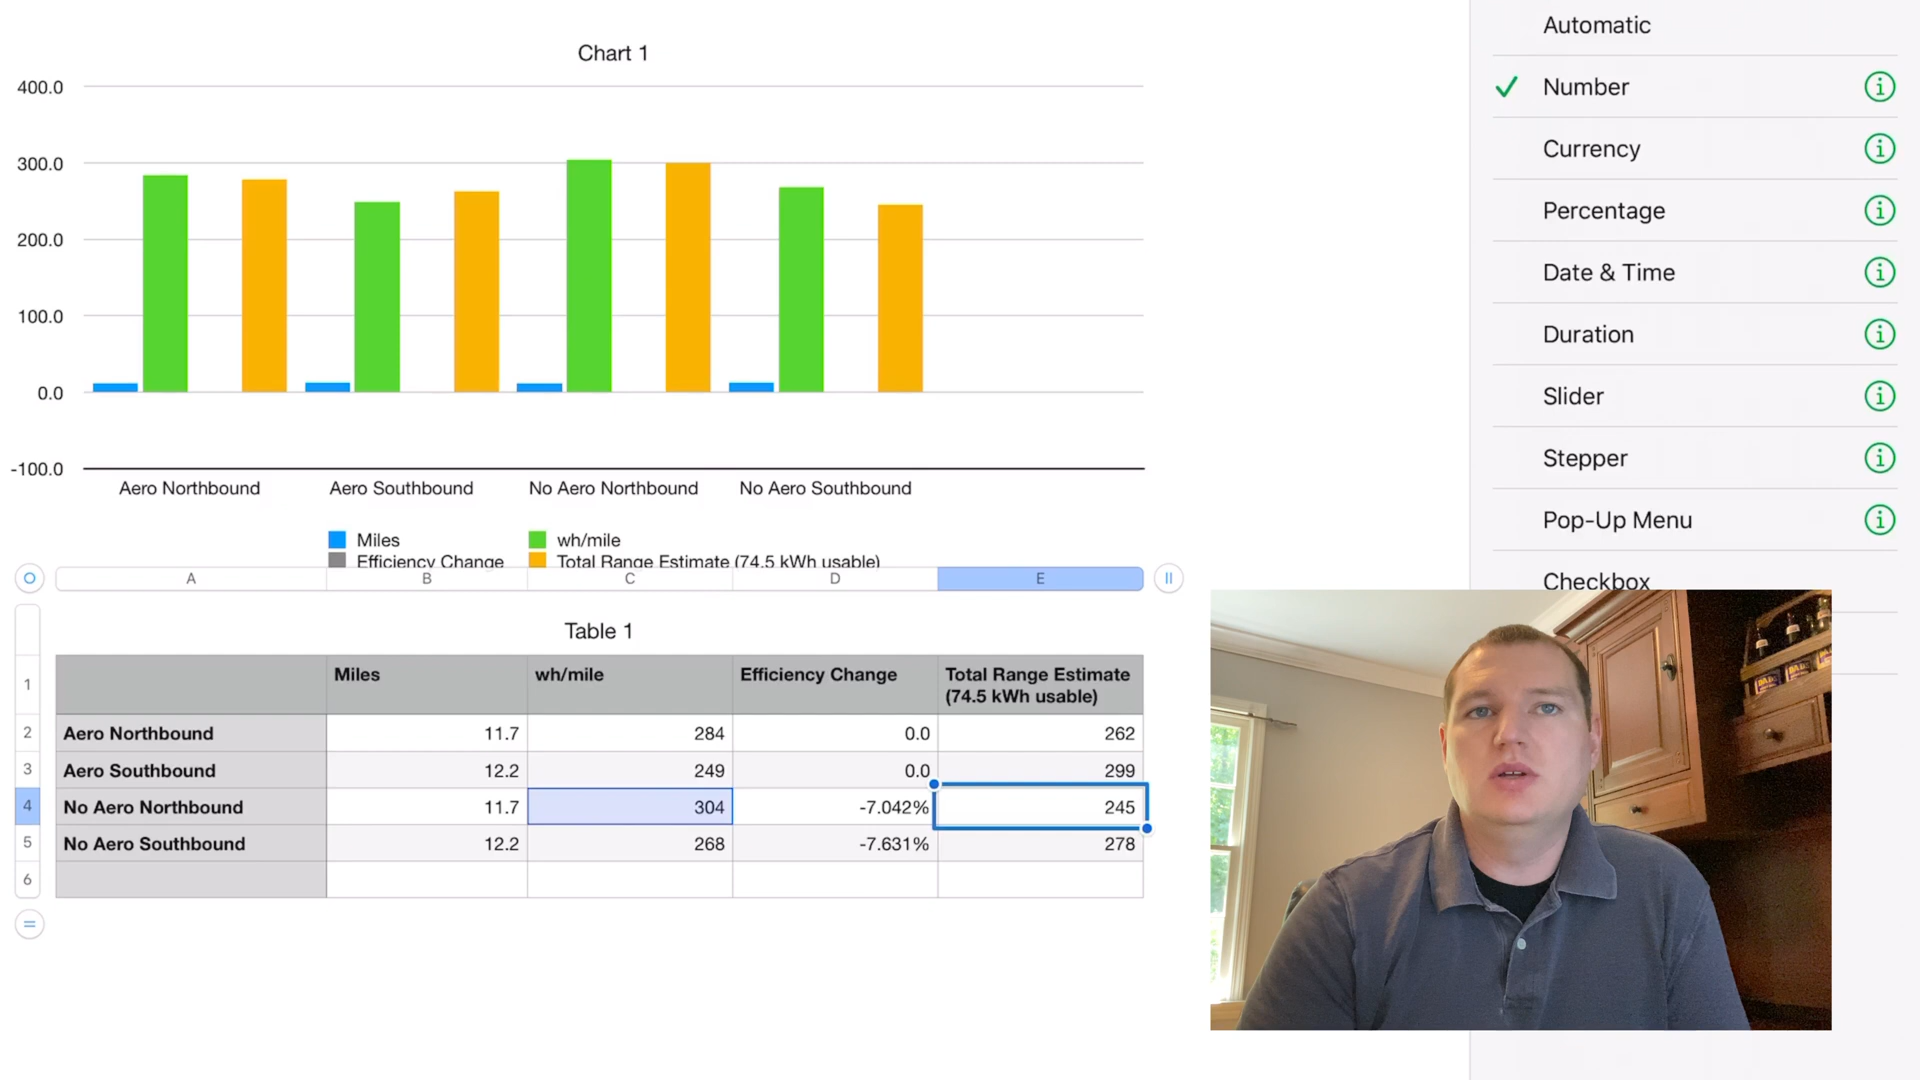 Chart 1
400.0
300.0
200.0
100.0
0.0
-100.0
Aero Northbound Aero Southbound No Aero Northbound No Aero Southbound
Miles wh/mile
Efficiency Change Total Range Estimate (74.5 kWh usable)
A B C D E
Table 1
1 Miles wh/mile Efficiency Change Total Range Estimate
(74.5 kWh usable)
2 Aero Northbound 11.7 284 0.0 262
3 Aero Southbound 12.2 249 0.0 299
4 No Aero Northbound 11.7 304 -7.042% 245
5 No Aero Southbound 12.2 268 -7.631% 278
6
Automatic
Number
Currency
Percentage
Date & Time
Duration
Slider
Stepper
Pop-Up Menu
Checkbox